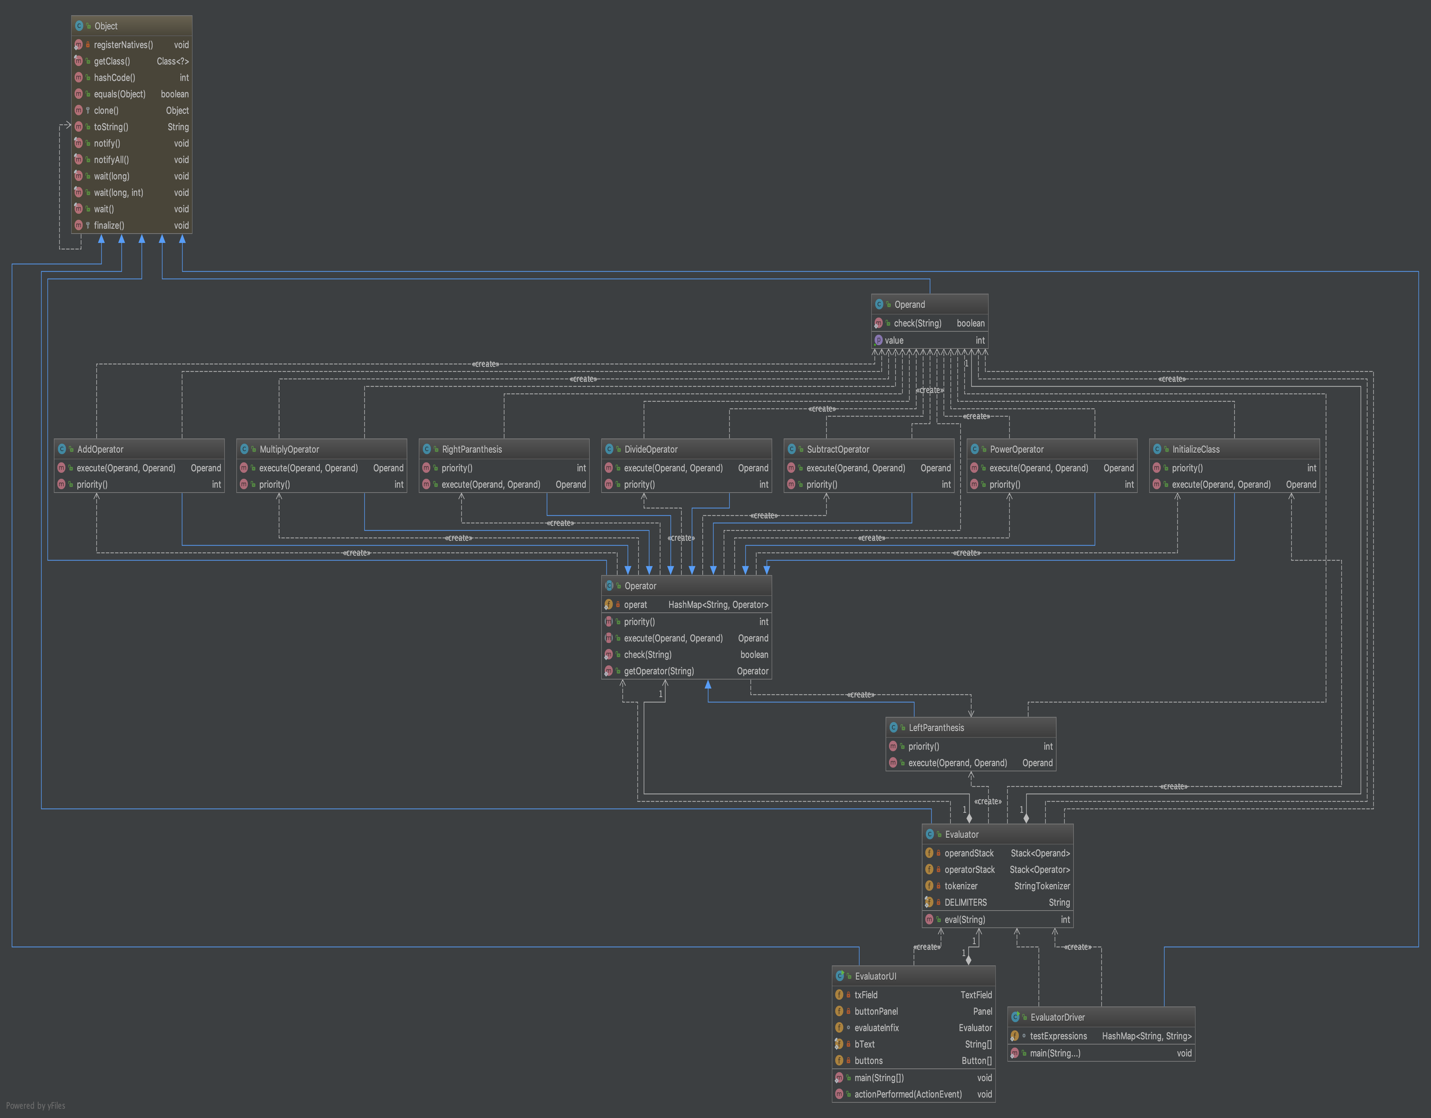 Object
registerNatives() void
getClass() Class<?>
hashCode() int
equals(Object) boolean
clone() Object
toString() String
notify() void
notifyAll() void
wait(long) void
wait(long, int) void
wait() void
finalize() void
Operand
check(String) boolean
value int
1
«create»
«create»
«create»
«create»
«create»
«create»
AddOperator
execute(Operand, Operand) Operand
priority() int
MultiplyOperator
execute(Operand, Operand) Operand
priority() int
RightParanthesis
priority() int
execute(Operand, Operand) Operand
DivideOperator
execute(Operand, Operand) Operand
priority() int
SubtractOperator
execute(Operand, Operand) Operand
priority() int
PowerOperator
execute(Operand, Operand) Operand
priority() int
InitializeClass
priority() int
execute(Operand, Operand) Operand
«create»
«create»
«create»
«create»
«create»
«create»
«create»
Operator
operat HashMap<String, Operator>
priority() int
execute(Operand, Operand) Operand
check(String) boolean
getOperator(String) Operator
1
«create»
LeftParanthesis
priority() int
execute(Operand, Operand) Operand
«create»
«create»
1
1
Evaluator
operandStack Stack<Operand>
operatorStack Stack<Operator>
tokenizer StringTokenizer
DELIMITERS String
eval(String) int
«create»
1
1
«create»
EvaluatorUI
txField TextField
buttonPanel Panel
evaluateInfix Evaluator
bText String[]
buttons Button[]
main(String[]) void
actionPerformed(ActionEvent) void
EvaluatorDriver
testExpressions HashMap<String, String>
main(String...) void
Powered by yFiles